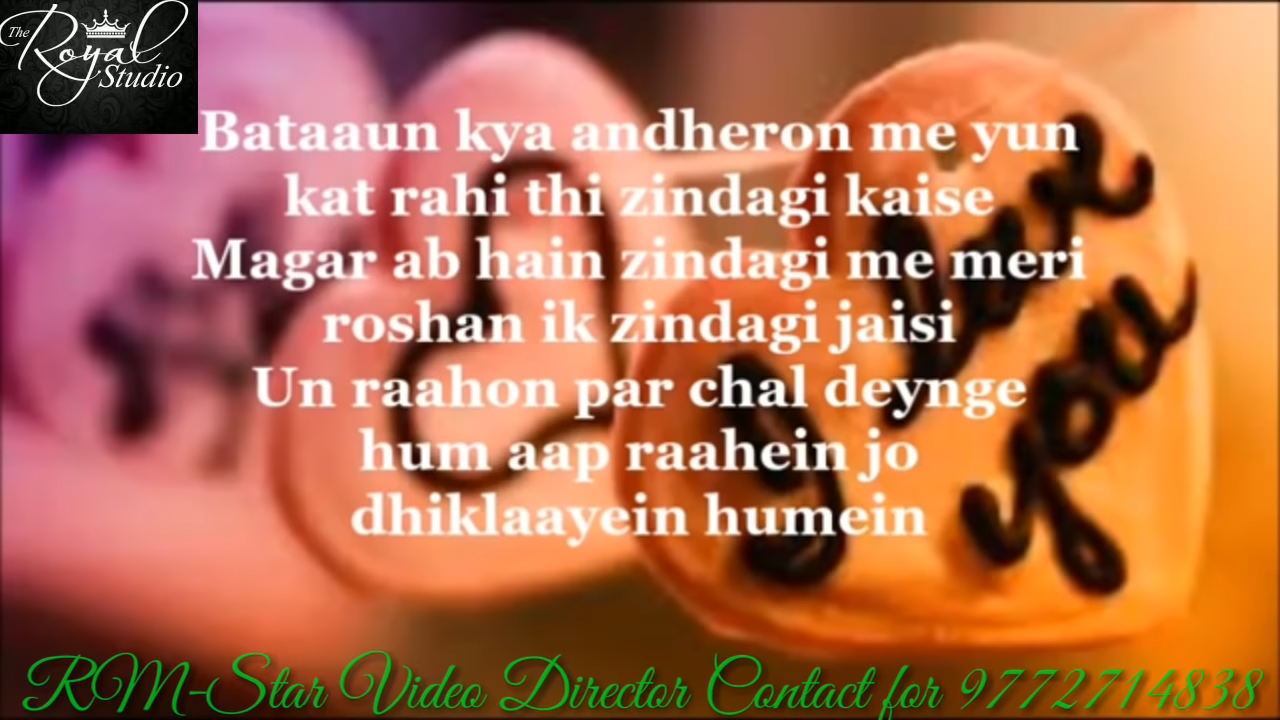 The
Royal
Studio
Bataaun kya andheron me yun
kat rahi thi zindagi kaise
Magar ab hain zindagi me meri
roshan ik zindagi jaisi
Un raahon par chal deynge
hum aap raahein jo
dhiklaayein humein
I luv
you
RM-Star Video Director Contact for 9772714838